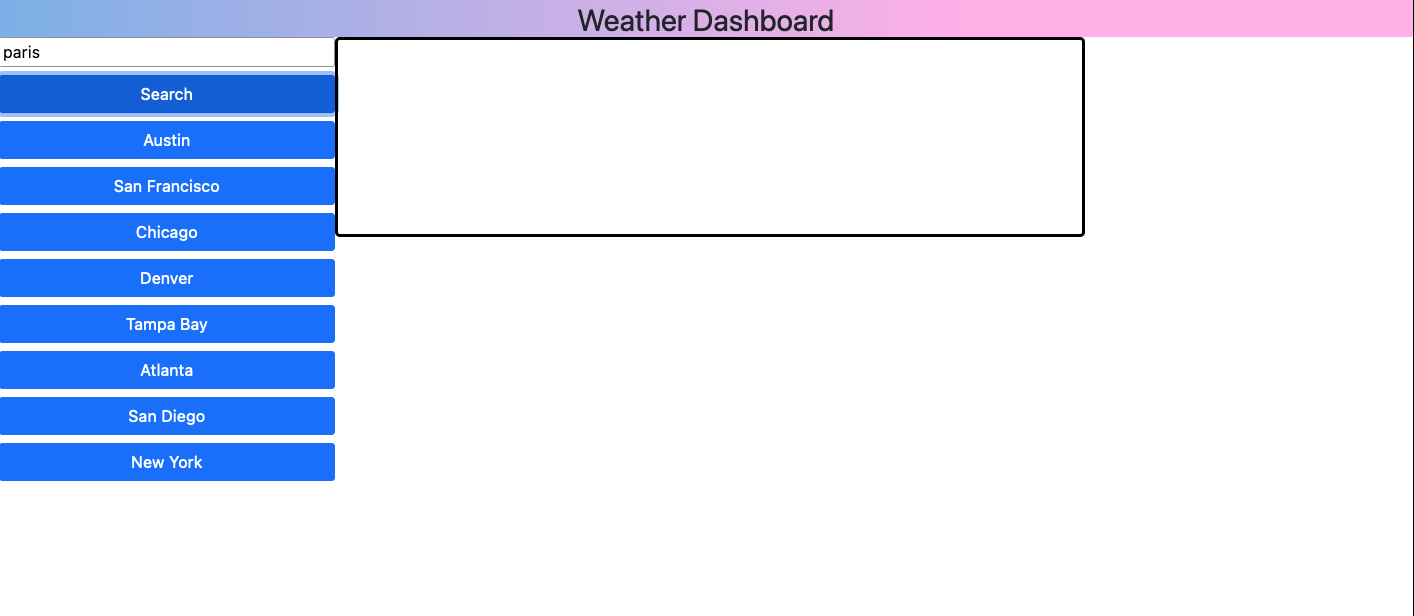 Weather Dashboard
paris
Search
Austin
San Francisco
Chicago
Denver
Tampa Bay
Atlanta
San Diego
New York